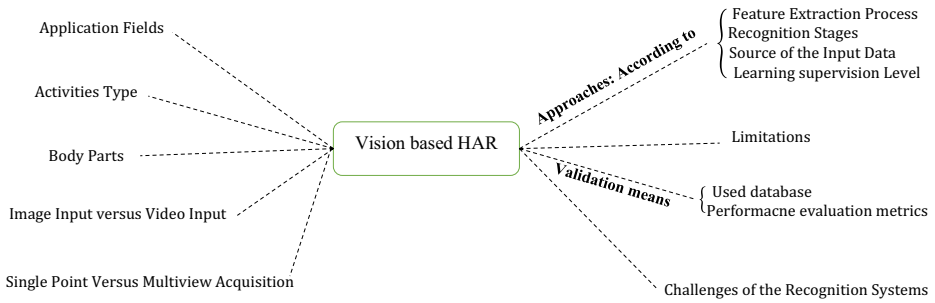 Application Fields
Activities Type
Body Parts
Image Input versus Video Input
Single Point Versus Multiview Acquisition
Vision based HAR
Approaches: According to
Feature Extraction Process
Recognition Stages
Source of the Input Data
Learning supervision Level
Limitations
Validation means
Used database
Performacne evaluation metrics
Challenges of the Recognition Systems